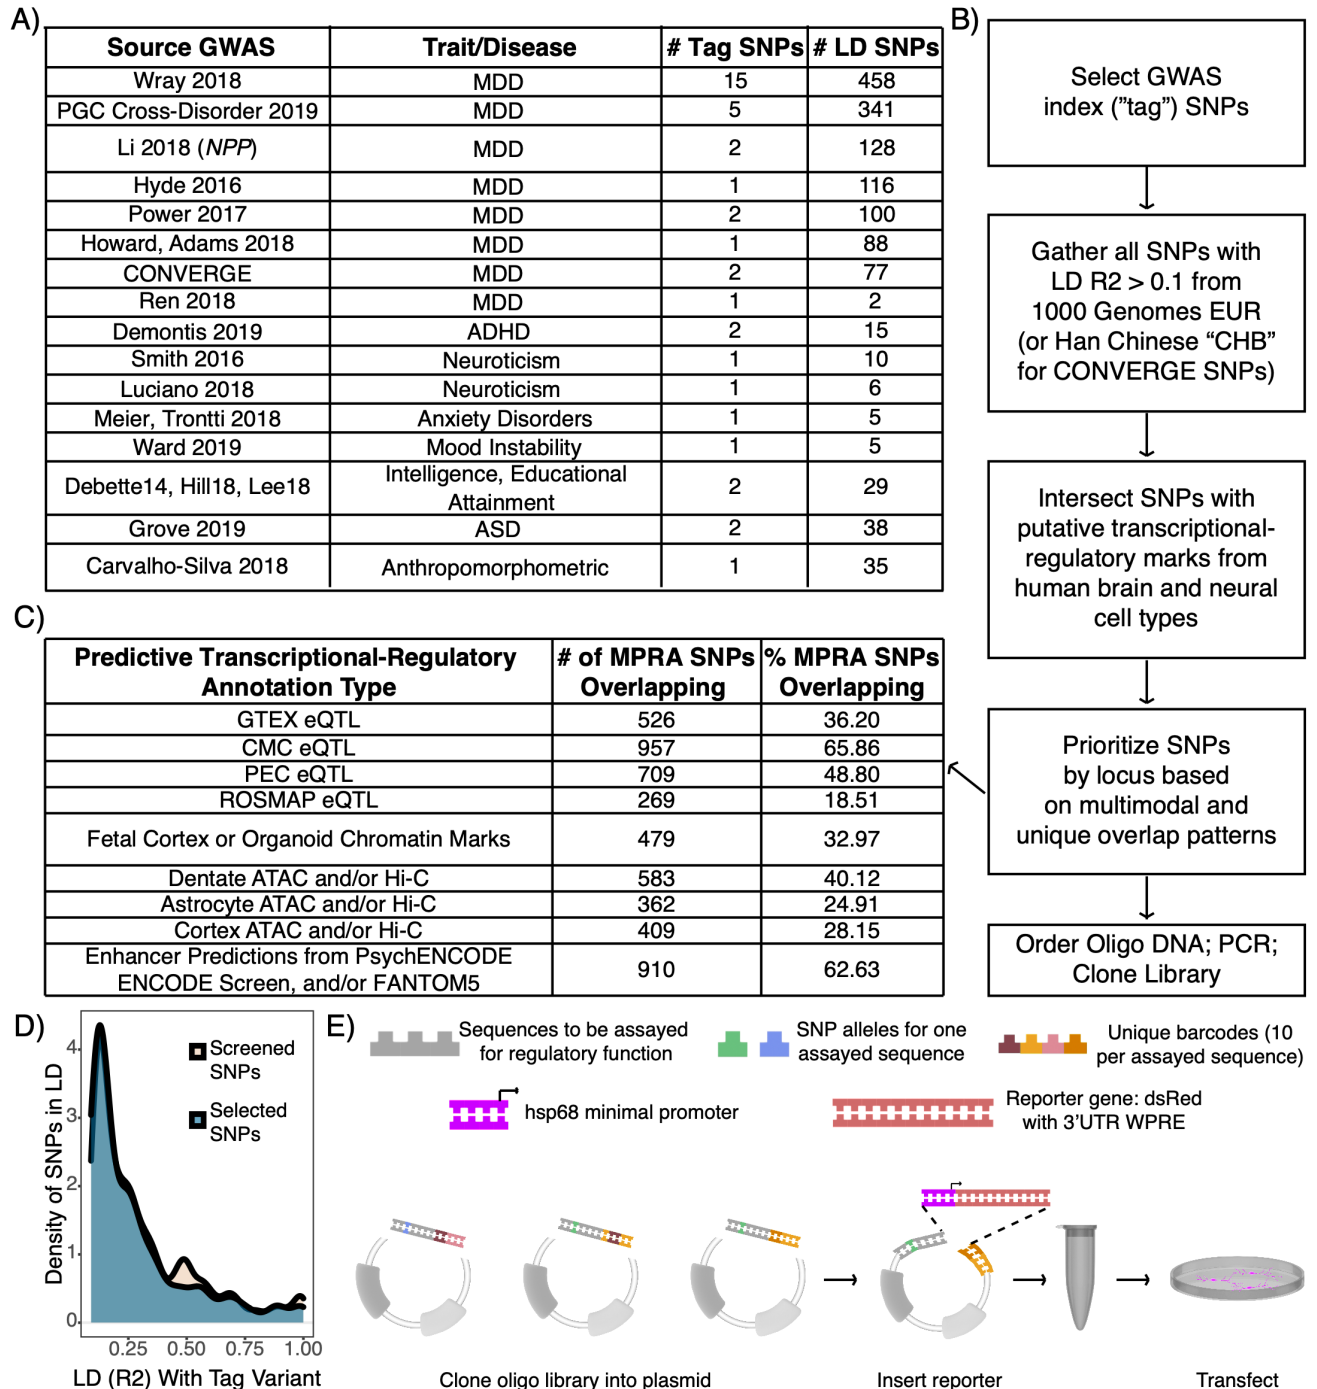 A)
Source GWAS Trait/Disease # Tag SNPs # LD SNPs
Wray 2018 MDD 15 458
PGC Cross-Disorder 2019 MDD 5 341
Li 2018 (NPP) MDD 2 128
Hyde 2016 MDD 1 116
Power 2017 MDD 2 100
Howard, Adams 2018 MDD 1 88
CONVERGE MDD 2 77
Ren 2018 MDD 1 2
Demontis 2019 ADHD 2 15
Smith 2016 Neuroticism 1 10
Luciano 2018 Neuroticism 1 6
Meier, Trontti 2018 Anxiety Disorders 1 5
Ward 2019 Mood Instability 1 5
Debette14, Hill18, Lee18 Intelligence, Educational
Attainment 2 29
Grove 2019 ASD 2 38
Carvalho-Silva 2018 Anthropomorphometric 1 35
B)
Select GWAS
index ("tag") SNPs
Gather all SNPs with
LD R2 > 0.1 from
1000 Genomes EUR
(or Han Chinese “CHB”
for CONVERGE SNPs)
Intersect SNPs with
putative transcriptional-
regulatory marks from
human brain and neural
cell types
Prioritize SNPs
by locus based
on multimodal and
unique overlap patterns
Order Oligo DNA; PCR;
Clone Library
C)
Predictive Transcriptional-Regulatory
Annotation Type
# of MPRA SNPs
Overlapping
% MPRA SNPs
Overlapping
GTEX eQTL 526 36.20
CMC eQTL 957 65.86
PEC eQTL 709 48.80
ROSMAP eQTL 269 18.51
Fetal Cortex or Organoid Chromatin Marks 479 32.97
Dentate ATAC and/or Hi-C 583 40.12
Astrocyte ATAC and/or Hi-C 362 24.91
Cortex ATAC and/or Hi-C 409 28.15
Enhancer Predictions from PsychENCODE
ENCODE Screen, and/or FANTOM5 910 62.63
D)
Density of SNPs in LD
4
3
2
1
0
Screened
SNPs
Selected
SNPs
0.25 0.50 0.75 1.00
LD (R2) With Tag Variant
E)
Sequences to be assayed
for regulatory function
SNP alleles for one
assayed sequence
Unique barcodes (10
per assayed sequence)
hsp68 minimal promoter
Reporter gene: dsRed
with 3'UTR WPRE
Clone oligo library into plasmid
Insert reporter
Transfect